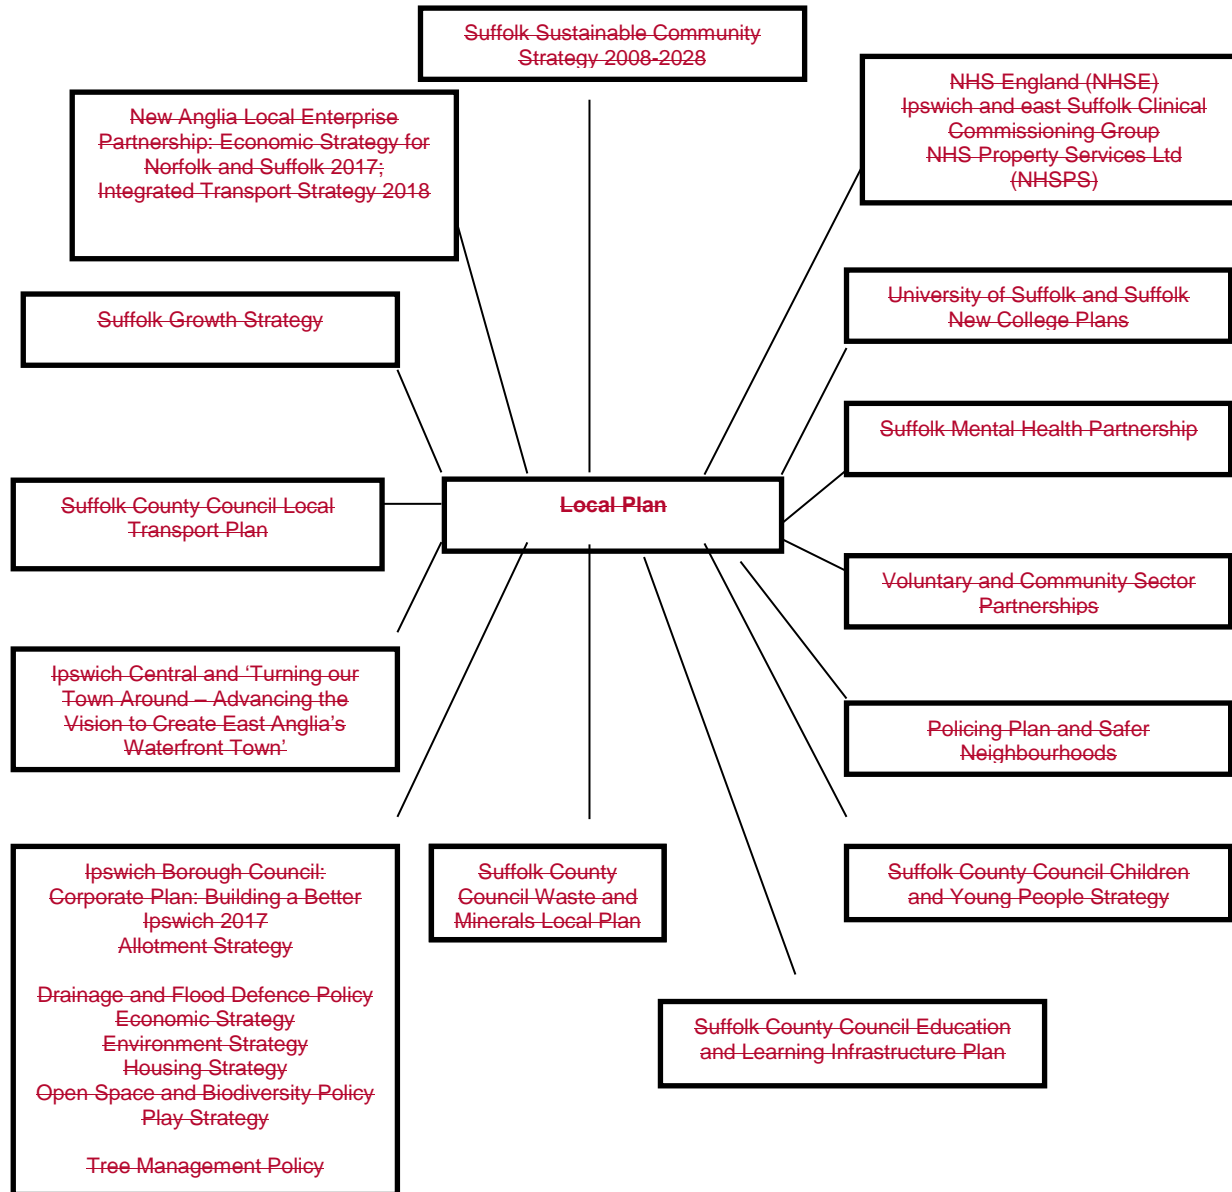 Suffolk Sustainable Community
Strategy 2008-2028
NHS England (NHSE)
Ipswich and east Suffolk Clinical
Commissioning Group
NHS Property Services Ltd
(NHSPS)
New Anglia Local Enterprise
Partnership: Economic Strategy for
Norfolk and Suffolk 2017;
Integrated Transport Strategy 2018
University of Suffolk and Suffolk
New College Plans
Suffolk Growth Strategy
Suffolk Mental Health Partnership
Suffolk County Council Local
Transport Plan
Local Plan
Voluntary and Community Sector
Partnerships
Ipswich Central and ‘Turning our
Town Around – Advancing the
Vision to Create East Anglia’s
Waterfront Town’
Policing Plan and Safer
Neighbourhoods
Ipswich Borough Council:
Corporate Plan: Building a Better
Ipswich 2017
Allotment Strategy
Drainage and Flood Defence Policy
Economic Strategy
Environment Strategy
Housing Strategy
Open Space and Biodiversity Policy
Play Strategy
Tree Management Policy
Suffolk County
Council Waste and
Minerals Local Plan
Suffolk County Council Children
and Young People Strategy
Suffolk County Council Education
and Learning Infrastructure Plan